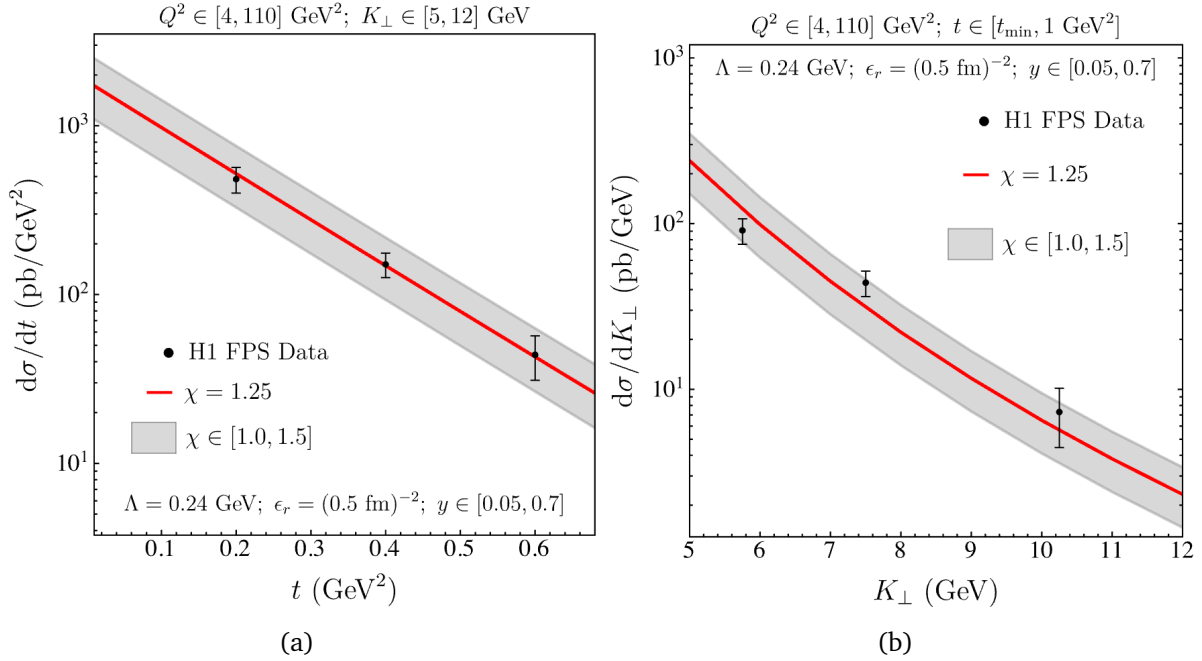 Q² ∈ [4, 110] GeV²; K⊥ ∈ [5, 12] GeV
dσ/dt (pb/GeV²)
10³
10²
10¹
H1 FPS Data
χ = 1.25
χ ∈ [1.0, 1.5]
Λ = 0.24 GeV; ϵᵣ = (0.5 fm)⁻²; y ∈ [0.05, 0.7]
0.1 0.2 0.3 0.4 0.5 0.6
t (GeV²)
(a)
Q² ∈ [4, 110] GeV²; t ∈ [t_min, 1 GeV²]
Λ = 0.24 GeV; ϵᵣ = (0.5 fm)⁻²; y ∈ [0.05, 0.7]
dσ/dK⊥ (pb/GeV)
10³
10²
10¹
H1 FPS Data
χ = 1.25
χ ∈ [1.0, 1.5]
5 6 7 8 9 10 11 12
K⊥ (GeV)
(b)